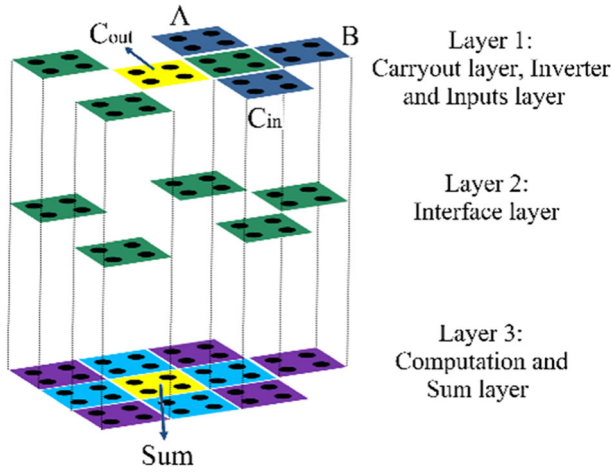 A
B
Cout
Cin
Layer 1:
Carryout layer, Inverter
and Inputs layer
Layer 2:
Interface layer
Layer 3:
Computation and
Sum layer
Sum